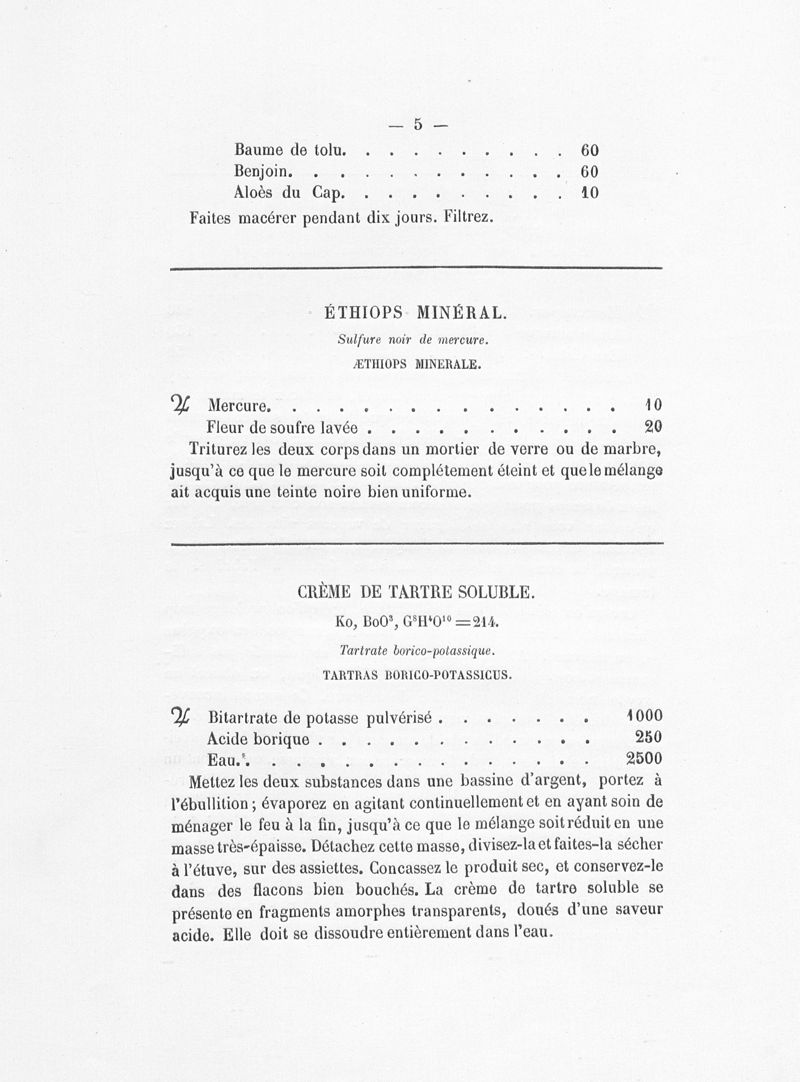 — 5 —
Baume de tolu. . . . . . . . . . 60
Benjoin. . . . . . . . . . . . 60
Aloès du Cap. . . . . . . . . . 10
Faites macérer pendant dix jours. Filtrez.
ÉTHIOPS MINÉRAL.
Sulfure noir de mercure.
ÆTHIOPS MINERALE.
♃ Mercure. . . . . . . . . . . . . . . 10
Fleur de soufre lavée . . . . . . . . . . . 20
Triturez les deux corps dans un mortier de verre ou de marbre,
jusqu'à ce que le mercure soit complétement éteint et que le mélange
ait acquis une teinte noire bien uniforme.
CRÈME DE TARTRE SOLUBLE.
Ko, BoO³, G⁸H⁴O¹⁰ = 214.
Tartrate borico-potassique.
TARTRAS BORICO-POTASSICUS.
♃ Bitartrate de potasse pulvérisé . . . . . . . 1000
Acide borique . . . . . . . . . . . . 250
Eau. . . . . . . . . . . . . . . 2500
Mettez les deux substances dans une bassine d'argent, portez à
l'ébullition ; évaporez en agitant continuellement et en ayant soin de
ménager le feu à la fin, jusqu'à ce que le mélange soit réduit en une
masse très-épaisse. Détachez cette masse, divisez-la et faites-la sécher
à l'étuve, sur des assiettes. Concassez le produit sec, et conservez-le
dans des flacons bien bouchés. La crème de tartre soluble se
présente en fragments amorphes transparents, doués d'une saveur
acide. Elle doit se dissoudre entièrement dans l'eau.